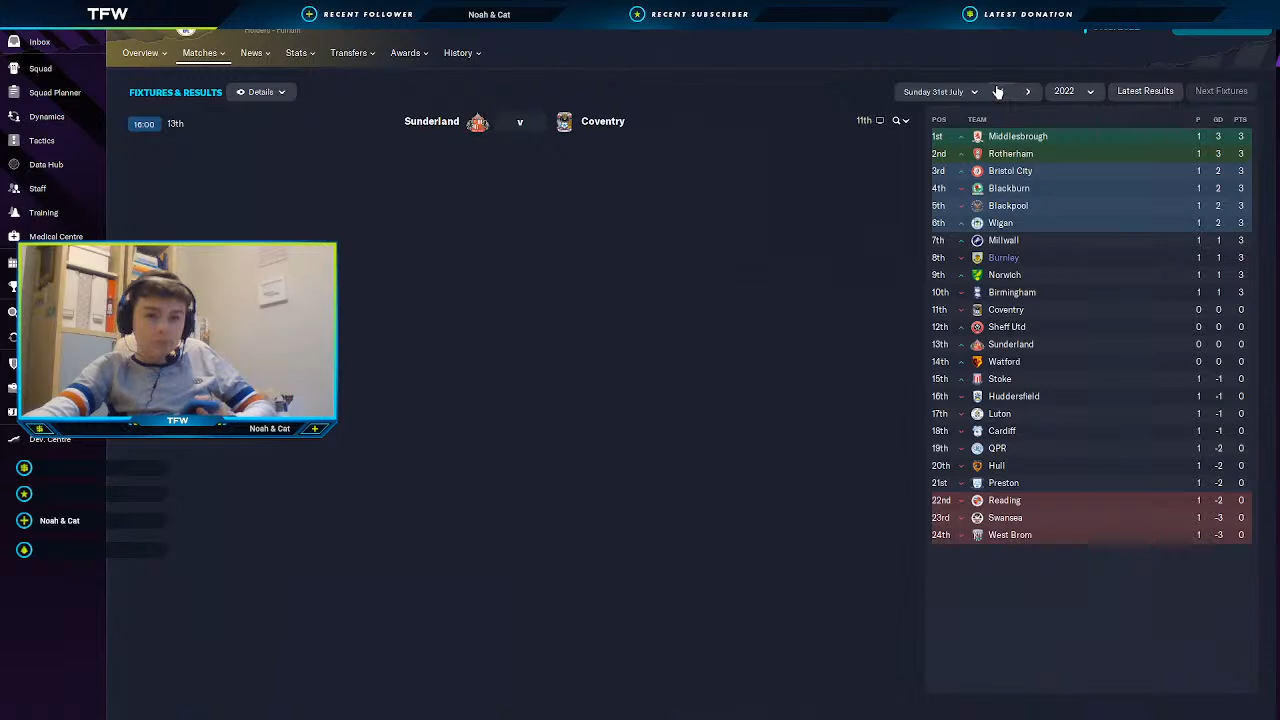 TFW
RECENT FOLLOWER
Noah & Cat
RECENT SUBSCRIBER
LATEST DONATION
Inbox
Squad
Squad Planner
Dynamics
Tactics
Data Hub
Staff
Training
Medical Centre
Dev. Centre
Overview
Matches
News
Stats
Transfers
Awards
History
FIXTURES & RESULTS
Details
Sunday 31st July
2022
Latest Results
Next Fixtures
16:00 13th Sunderland v Coventry 11th
POS TEAM P GD PTS
1st Middlesbrough 1 3 3
2nd Rotherham 1 3 3
3rd Bristol City 1 2 3
4th Blackburn 1 2 3
5th Blackpool 1 2 3
6th Wigan 1 2 3
7th Millwall 1 1 3
8th Burnley 1 1 3
9th Norwich 1 1 3
10th Birmingham 1 1 3
11th Coventry 0 0 0
12th Sheff Utd 0 0 0
13th Sunderland 0 0 0
14th Watford 0 0 0
15th Stoke 1 -1 0
16th Huddersfield 1 -1 0
17th Luton 1 -1 0
18th Cardiff 1 -1 0
19th QPR 1 -2 0
20th Hull 1 -2 0
21st Preston 1 -2 0
22nd Reading 1 -2 0
23rd Swansea 1 -3 0
24th West Brom 1 -3 0
TFW
Noah & Cat
Noah & Cat